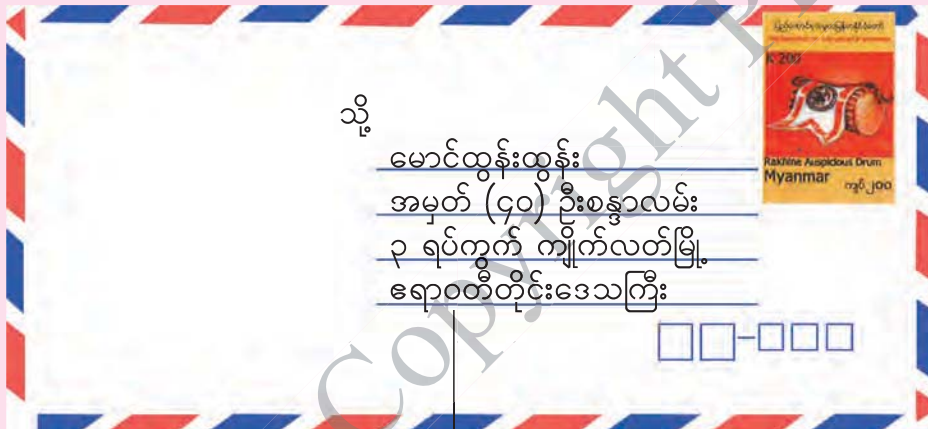 K 200
Rakhine Auspicious Drum
Myanmar
ကျပ် ၂၀၀
သို့
မောင်ထွန်းထွန်း
အမှတ် (၄၀) ဦးစန္ဒာလမ်း
၃ ရပ်ကွက် ကျိုက်လတ်မြို့
ဧရာဝတီတိုင်းဒေသကြီး
Copyright